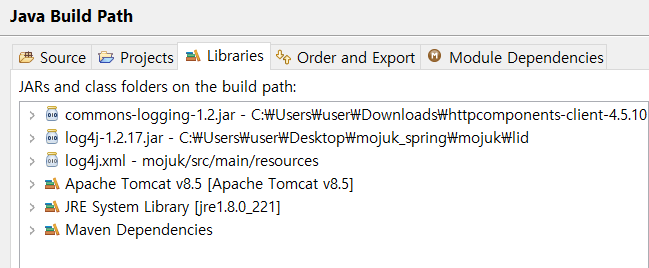 Java Build Path
Source Projects Libraries Order and Export Module Dependencies
JARs and class folders on the build path:
commons-logging-1.2.jar - C:₩Users₩user₩Downloads₩httpcomponents-client-4.5.10
log4j-1.2.17.jar - C:₩Users₩user₩Desktop₩mojuk_spring₩mojuk₩lid
log4j.xml - mojuk/src/main/resources
Apache Tomcat v8.5 [Apache Tomcat v8.5]
JRE System Library [jre1.8.0_221]
Maven Dependencies